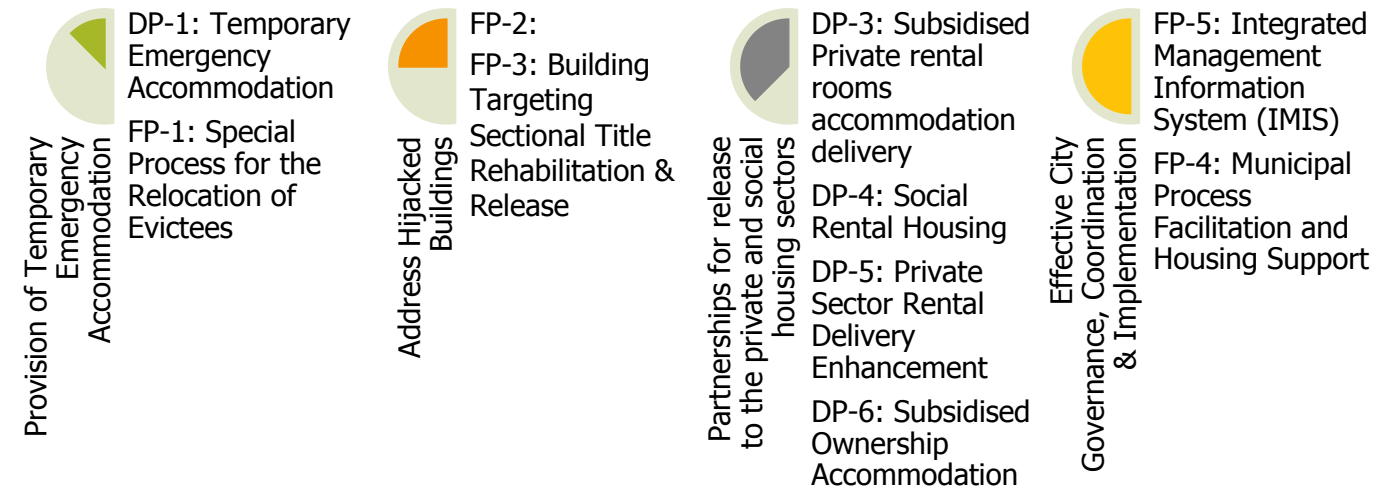 Provision of Temporary
Emergency
Accommodation
DP-1: Temporary
Emergency
Accommodation
FP-1: Special
Process for the
Relocation of
Evictees
Address Hijacked
Buildings
FP-2:
FP-3: Building
Targeting
Sectional Title
Rehabilitation &
Release
Partnerships for release
to the private and social
housing sectors
DP-3: Subsidised
Private rental
rooms
accommodation
delivery
DP-4: Social
Rental Housing
DP-5: Private
Sector Rental
Delivery
Enhancement
DP-6: Subsidised
Ownership
Accommodation
Effective City
Governance, Coordination
& Implementation
FP-5: Integrated
Management
Information
System (IMIS)
FP-4: Municipal
Process
Facilitation and
Housing Support